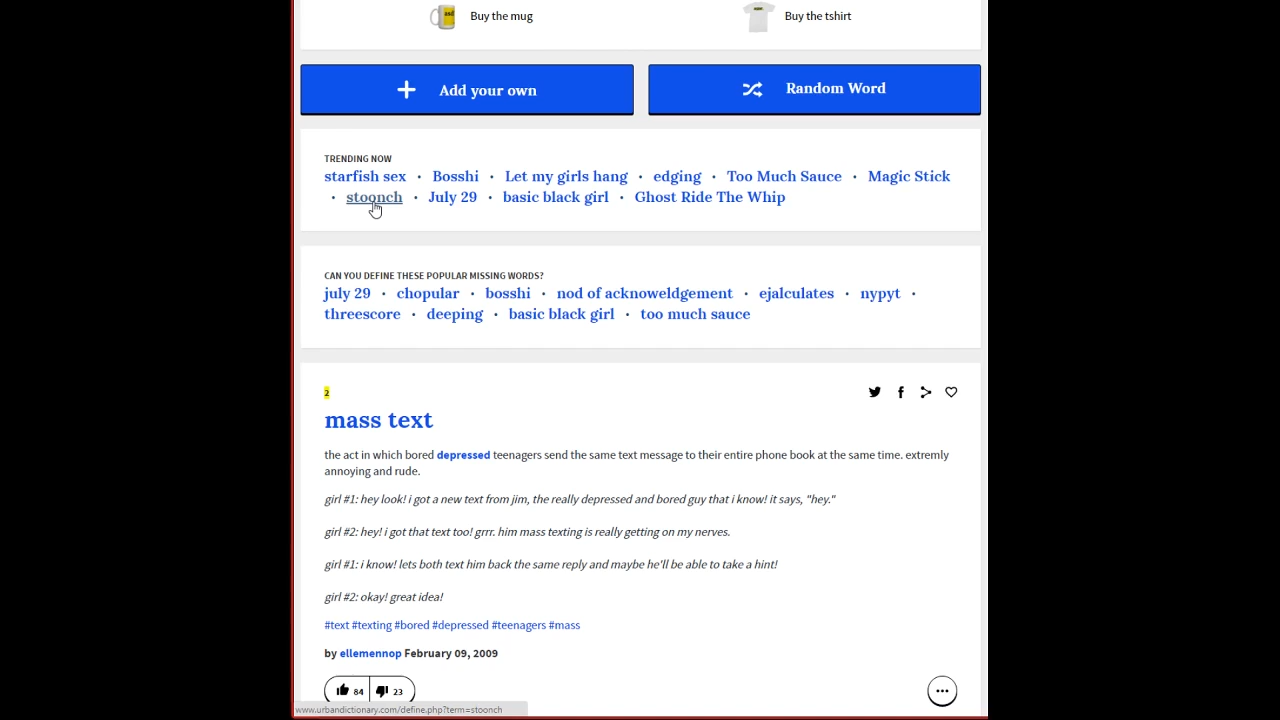 Buy the mug
Buy the tshirt
Add your own
Random Word
TRENDING NOW
starfish sex · Bosshi · Let my girls hang · edging · Too Much Sauce · Magic Stick
· stoonch · July 29 · basic black girl · Ghost Ride The Whip
CAN YOU DEFINE THESE POPULAR MISSING WORDS?
july 29 · chopular · bosshi · nod of acknoweldgement · ejalculates · nypyt ·
threescore · deeping · basic black girl · too much sauce
2
mass text
the act in which bored depressed teenagers send the same text message to their entire phone book at the same time. extremly
annoying and rude.
girl #1: hey look! i got a new text from jim, the really depressed and bored guy that i know! it says, "hey."
girl #2: hey! i got that text too! grrr. him mass texting is really getting on my nerves.
girl #1: i know! lets both text him back the same reply and maybe he'll be able to take a hint!
girl #2: okay! great idea!
#text #texting #bored #depressed #teenagers #mass
by ellemennop February 09, 2009
84 23
www.urbandictionary.com/define.php?term=stoonch